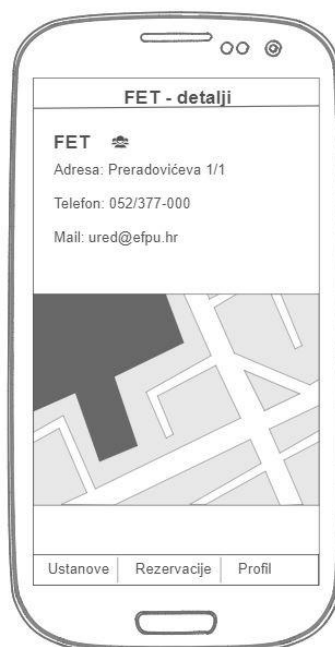 FET - detalji
FET
Adresa: Preradovićeva 1/1
Telefon: 052/377-000
Mail: ured@efpu.hr
Ustanove Rezervacije Profil